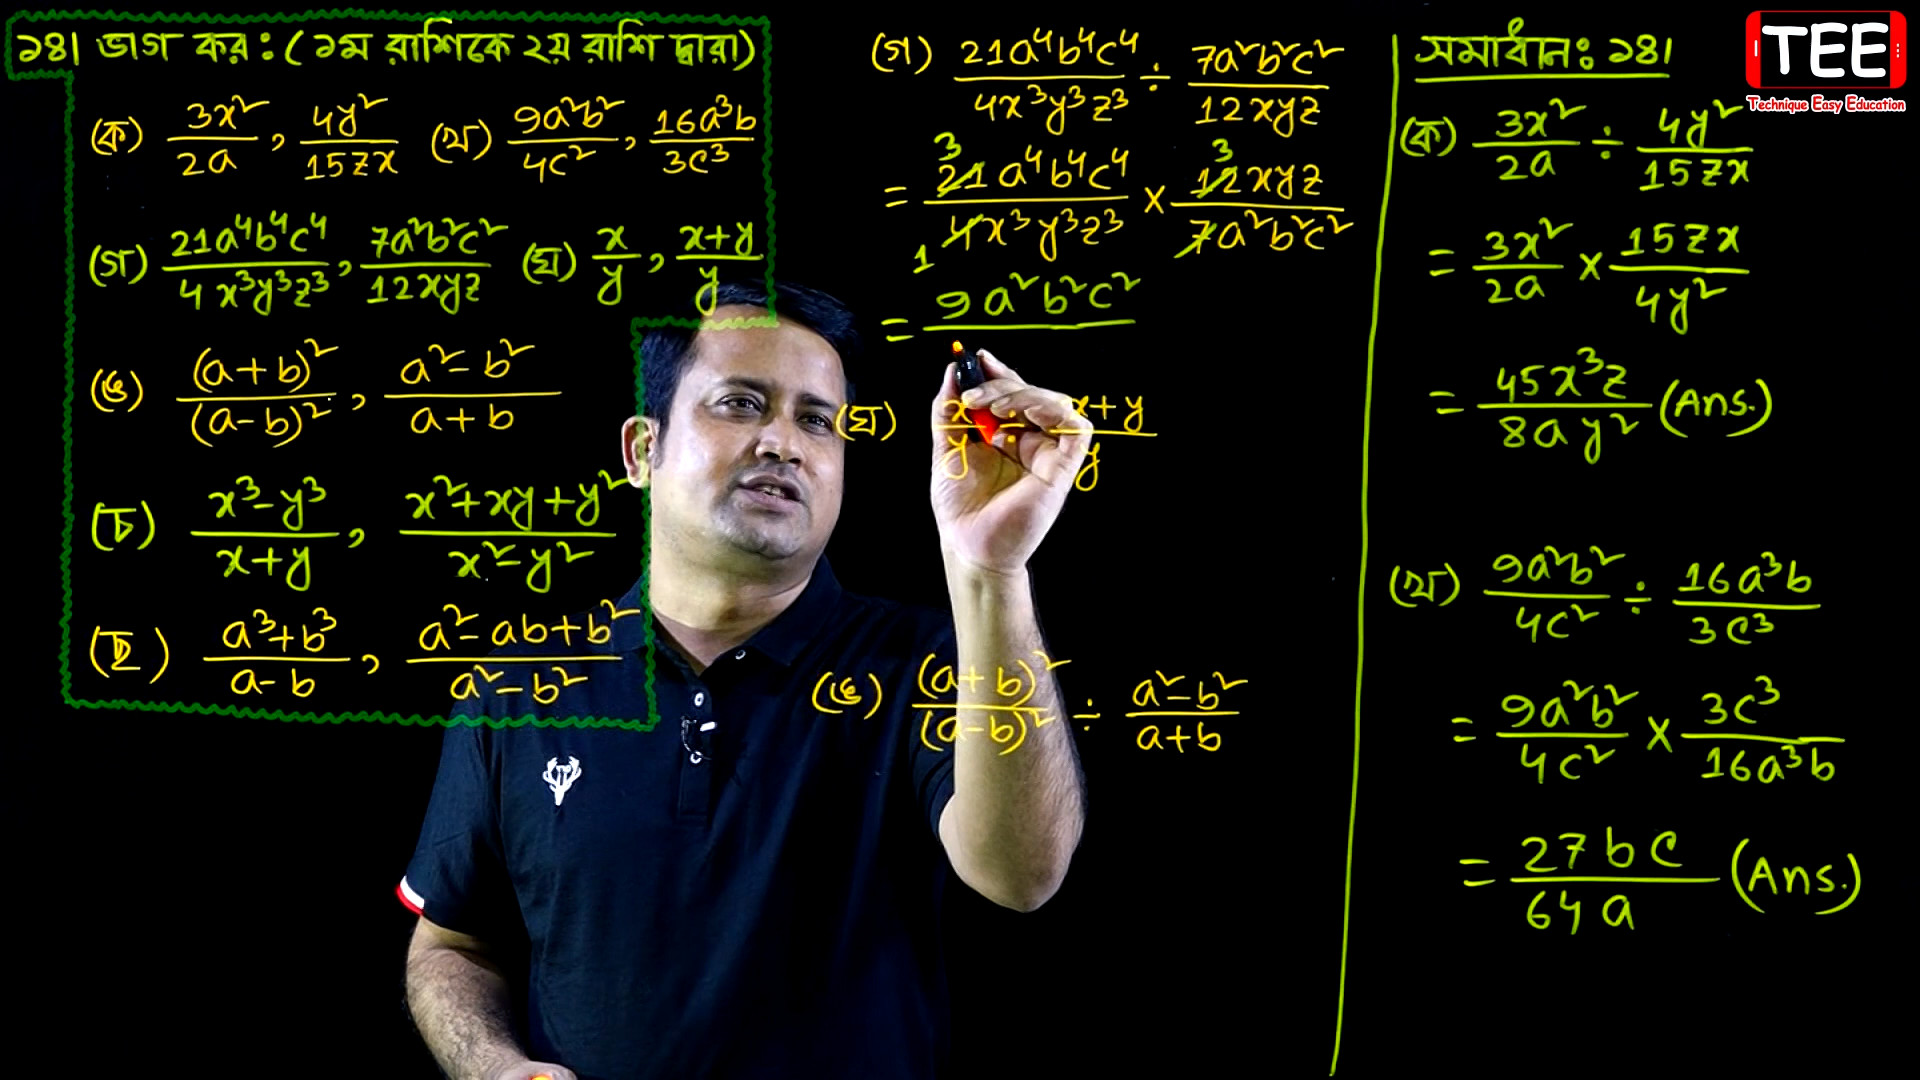 ১৪। ভাগ কর : ( ১ম রাশিকে ২য় রাশি দ্বারা)
(ক) 3x²/2a , 4y²/15zx (খ) 9a²b²/4c² , 16a³b/3c³
(গ) 21a⁴b⁴c⁴/4x³y³z³ , 7a²b²c²/12xyz (ঘ) x/y , x+y/y
(ঙ) (a+b)²/(a-b)² , a²-b²/a+b
(চ) x³-y³/x+y , x²+xy+y²/x²-y²
(ছ) a³+b³/a-b , a²-ab+b²/a²-b²
(গ) 21a⁴b⁴c⁴/4x³y³z³ ÷ 7a²b²c²/12xyz
3 3
= 21a⁴b⁴c⁴/4x³y³z³ × 12xyz/7a²b²c²
1
= 9a²b²c²
(ঘ) x/y ÷ x+y/y
(ঙ) (a+b)²/(a-b)² ÷ a²-b²/a+b
সমাধান: ১৪।
(ক) 3x²/2a ÷ 4y²/15zx
= 3x²/2a × 15zx/4y²
= 45x³z/8ay² (Ans.)
(খ) 9a²b²/4c² ÷ 16a³b/3c³
= 9a²b²/4c² × 3c³/16a³b
= 27bc/64a (Ans.)
TEE
Technique Easy Education